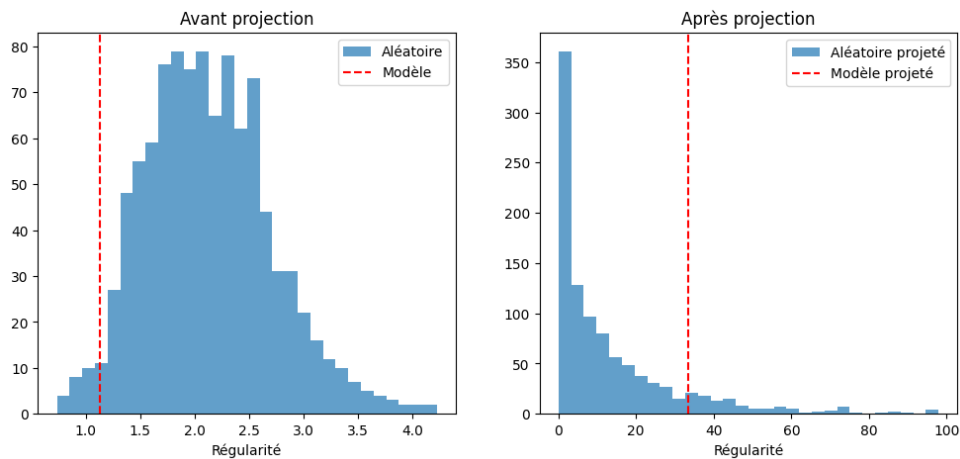 Avant projection
Aléatoire
Modèle
80
70
60
50
40
30
20
10
0
1.0 1.5 2.0 2.5 3.0 3.5 4.0
Régularité
Après projection
Aléatoire projeté
Modèle projeté
350
300
250
200
150
100
50
0
0 20 40 60 80 100
Régularité